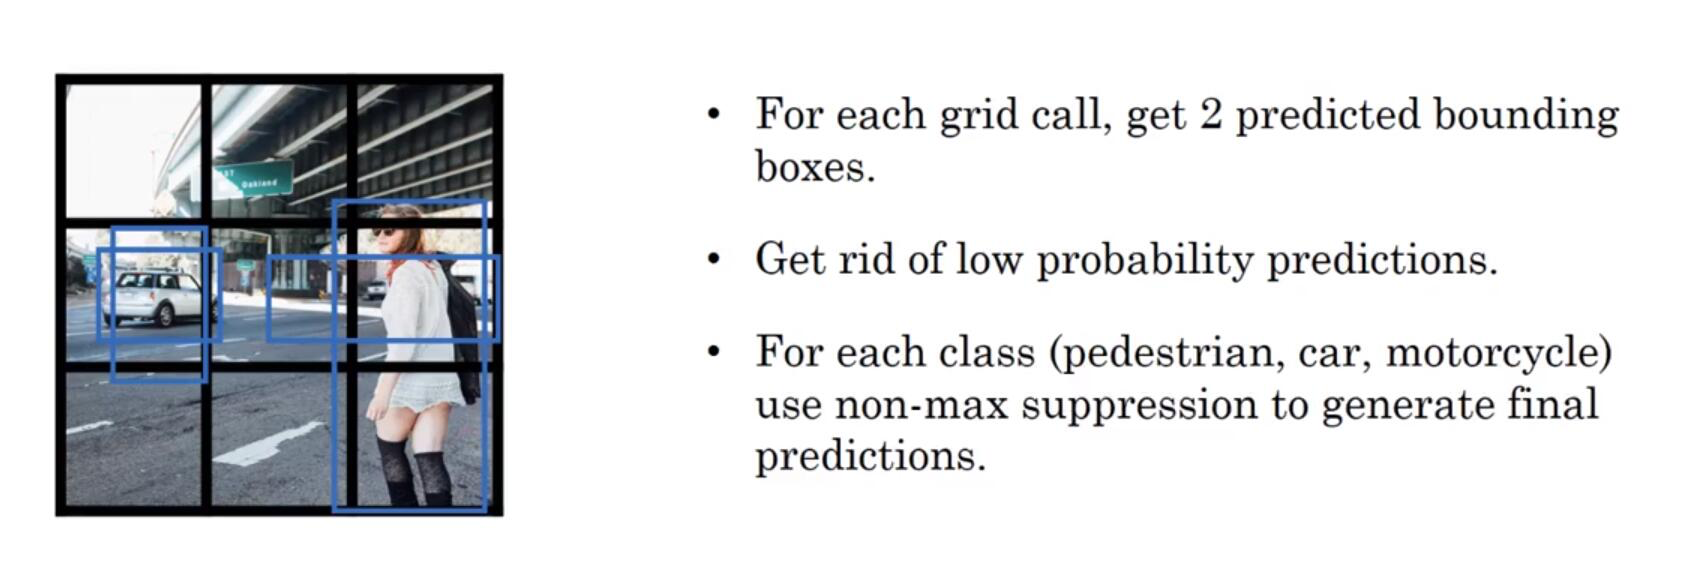 ST
Oakland
• For each grid call, get 2 predicted bounding
boxes.
• Get rid of low probability predictions.
• For each class (pedestrian, car, motorcycle)
use non-max suppression to generate final
predictions.